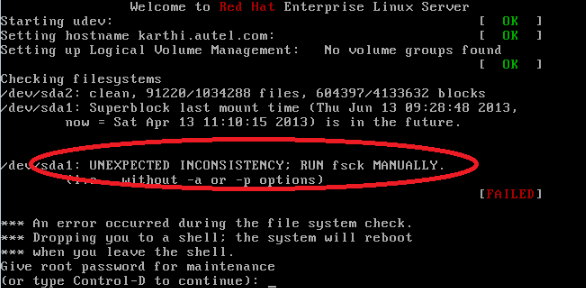 Welcome to Red Hat Enterprise Linux Server
Starting udev: [ OK ]
Setting hostname karthi.autel.com: [ OK ]
Setting up Logical Volume Management: No volume groups found
[ OK ]
Checking filesystems
/dev/sda2: clean, 91220/1034288 files, 604397/4133632 blocks
/dev/sda1: Superblock last mount time (Thu Jun 13 09:28:48 2013,
now = Sat Apr 13 11:10:15 2013) is in the future.
/dev/sda1: UNEXPECTED INCONSISTENCY; RUN fsck MANUALLY.
(i.e., without -a or -p options)
[FAILED]
*** An error occurred during the file system check.
*** Dropping you to a shell; the system will reboot
*** when you leave the shell.
Give root password for maintenance
(or type Control-D to continue): _